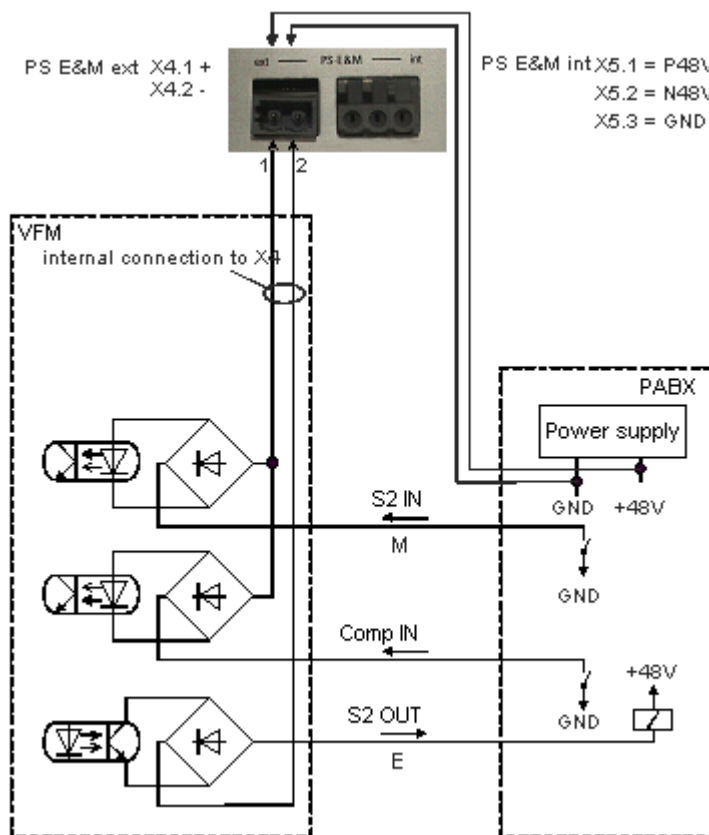 PS E&M ext X4.1 +
X4.2 -
ext PS-E&M int
PS E&M int X5.1 = P48V
X5.2 = N48V
X5.3 = GND
1 2
VFM
internal connection to X4
PABX
Power supply
GND +48V
S2 IN
M
GND
Comp IN
+48V
GND
S2 OUT
E